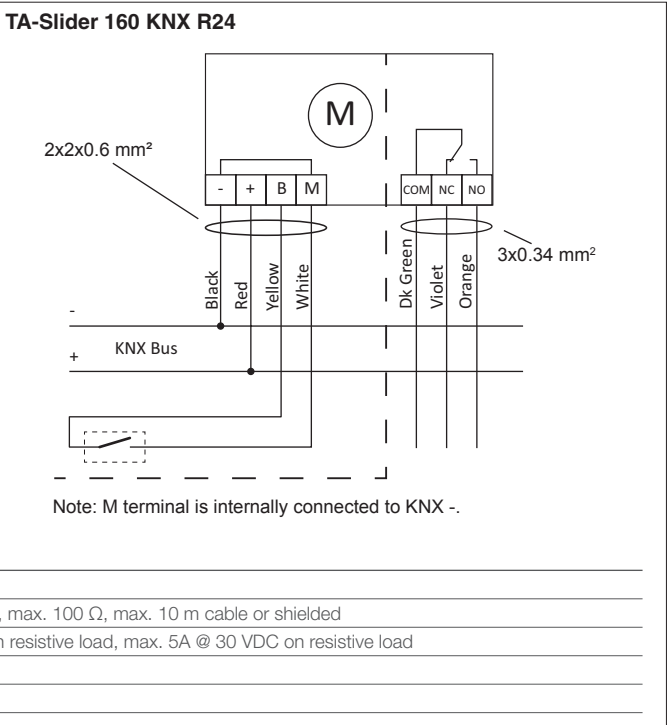 TA-Slider 160 KNX R24
M
2x2x0.6 mm²
- + B M
COM NC NO
3x0.34 mm²
Black
Red
Yellow
White
Dk Green
Violet
Orange
-
+ KNX Bus
Note: M terminal is internally connected to KNX -.
, max. 100 Ω, max. 10 m cable or shielded
resistive load, max. 5A @ 30 VDC on resistive load